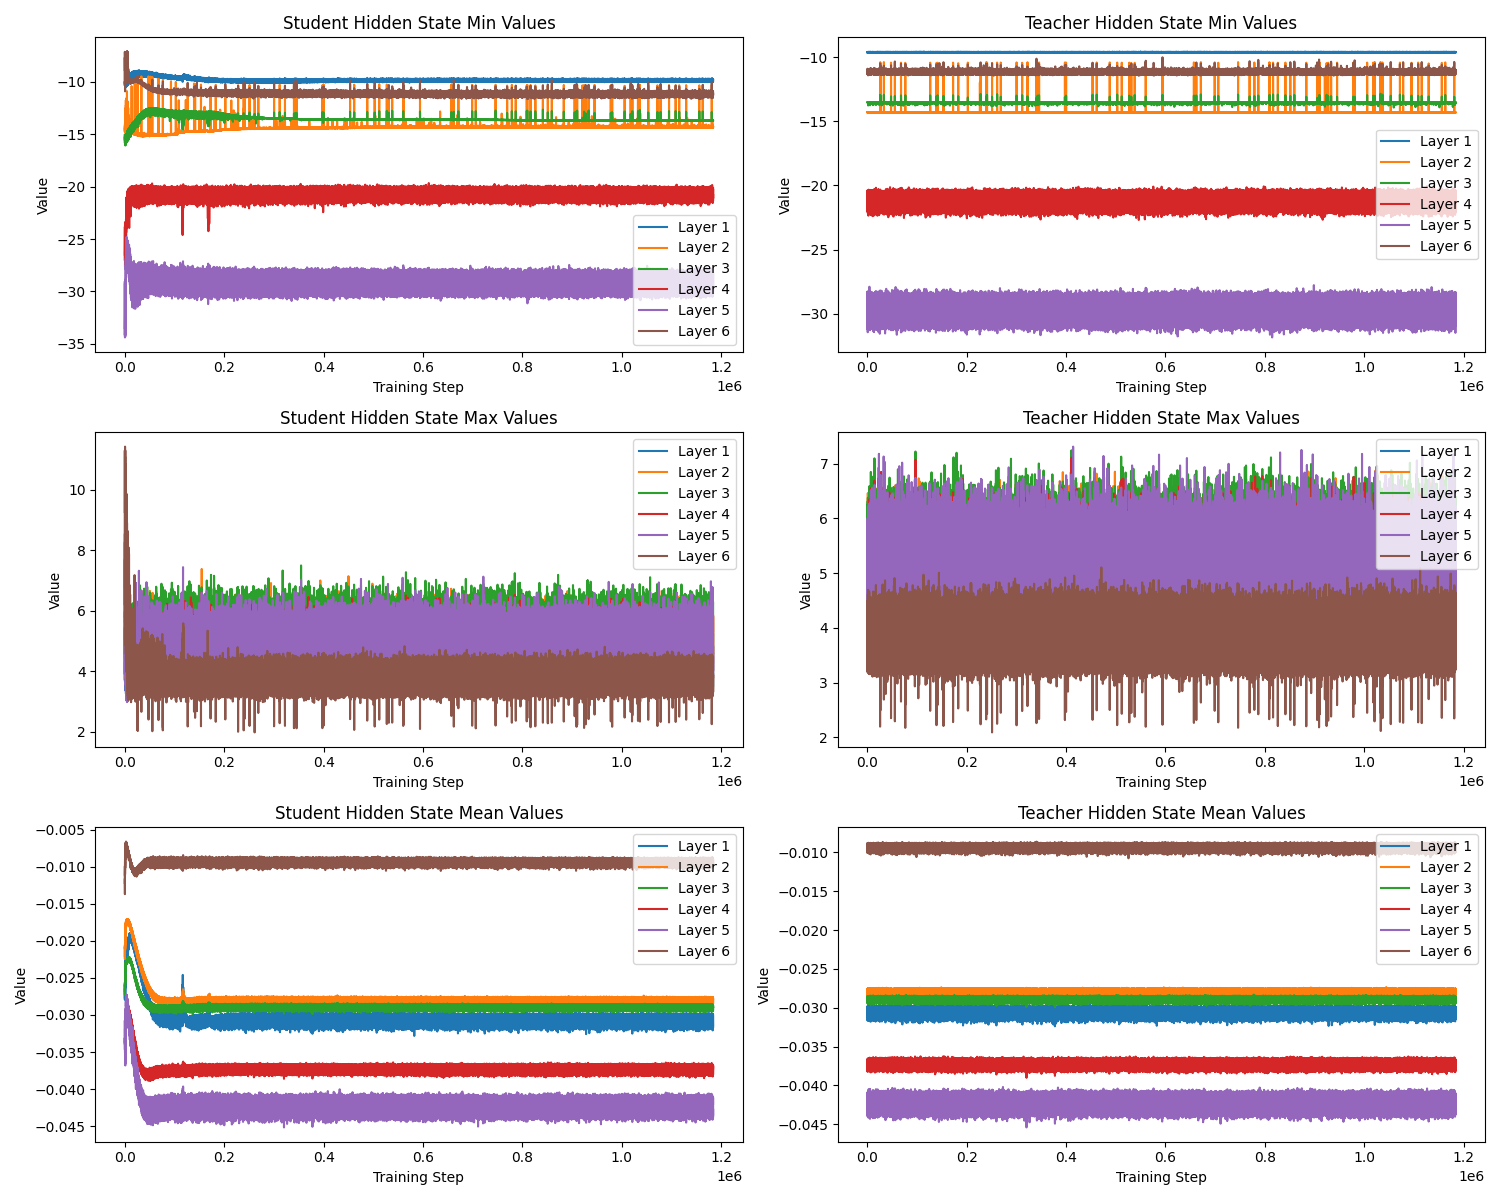 Student Hidden State Min Values
Value
−10
−15
−20
−25
−30
−35
Layer 1
Layer 2
Layer 3
Layer 4
Layer 5
Layer 6
0.0 0.2 0.4 0.6 0.8 1.0 1.2
1e6
Training Step
Teacher Hidden State Min Values
Value
−10
−15
−20
−25
−30
Layer 1
Layer 2
Layer 3
Layer 4
Layer 5
Layer 6
0.0 0.2 0.4 0.6 0.8 1.0 1.2
1e6
Training Step
Student Hidden State Max Values
Value
10
8
6
4
2
Layer 1
Layer 2
Layer 3
Layer 4
Layer 5
Layer 6
0.0 0.2 0.4 0.6 0.8 1.0 1.2
1e6
Training Step
Teacher Hidden State Max Values
Value
7
6
5
4
3
2
Layer 1
Layer 2
Layer 3
Layer 4
Layer 5
Layer 6
0.0 0.2 0.4 0.6 0.8 1.0 1.2
1e6
Training Step
Student Hidden State Mean Values
Value
−0.005
−0.010
−0.015
−0.020
−0.025
−0.030
−0.035
−0.040
−0.045
Layer 1
Layer 2
Layer 3
Layer 4
Layer 5
Layer 6
0.0 0.2 0.4 0.6 0.8 1.0 1.2
1e6
Training Step
Teacher Hidden State Mean Values
Value
−0.010
−0.015
−0.020
−0.025
−0.030
−0.035
−0.040
−0.045
Layer 1
Layer 2
Layer 3
Layer 4
Layer 5
Layer 6
0.0 0.2 0.4 0.6 0.8 1.0 1.2
1e6
Training Step